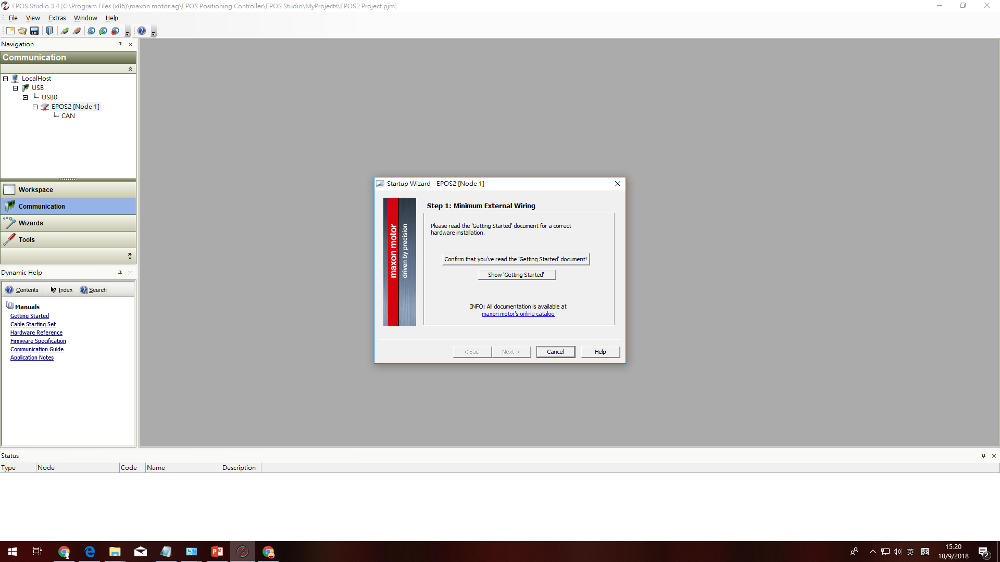 EPOS Studio 3.4 [C:\Program Files (x86)\maxon motor ag\EPOS Positioning Controller\EPOS Studio\MyProjects\EPOS2 Project.pjm]
File View Extras Window Help
Navigation
Communication
LocalHost
USB
USB0
EPOS2 [Node 1]
CAN
Workspace
Communication
Wizards
Tools
Dynamic Help
Contents Index Search
Manuals
Getting Started
Cable Starting Set
Hardware Reference
Firmware Specification
Communication Guide
Application Notes
Startup Wizard - EPOS2 [Node 1]
maxon motor
driven by precision
Step 1: Minimum External Wiring
Please read the 'Getting Started' document for a correct
hardware installation.
Confirm that you've read the 'Getting Started' document!
Show 'Getting Started'
INFO: All documentation is available at
maxon motor's online catalog
< Back Next > Cancel Help
Status
Type Node Code Name Description
英 速 15:20
18/9/2018 2